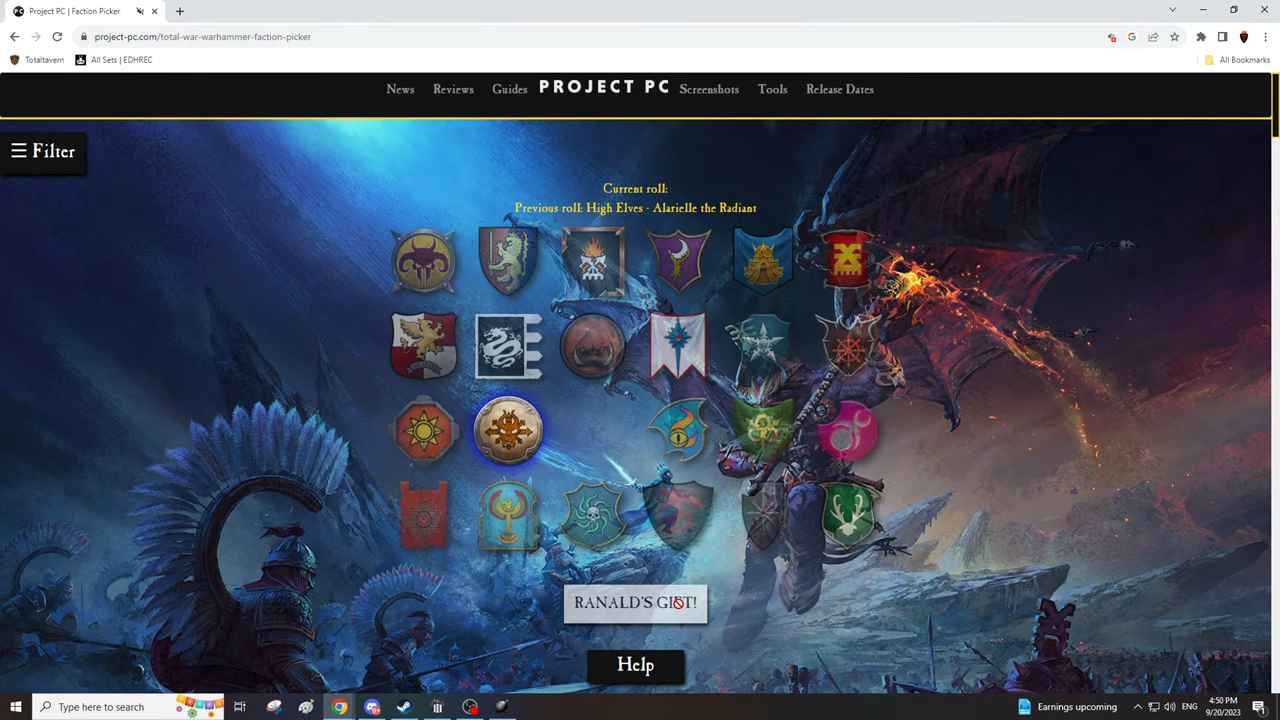 Project PC | Faction Picker
project-pc.com/total-war-warhammer-faction-picker
Totaltavern
All Sets | EDHREC
All Bookmarks
News
Reviews
Guides
PROJECT PC
Screenshots
Tools
Release Dates
☰ Filter
Current roll:
Previous roll: High Elves - Alarielle the Radiant
RANALD'S GIFT!
Help
Type here to search
Earnings upcoming
ENG
4:50 PM
9/20/2023